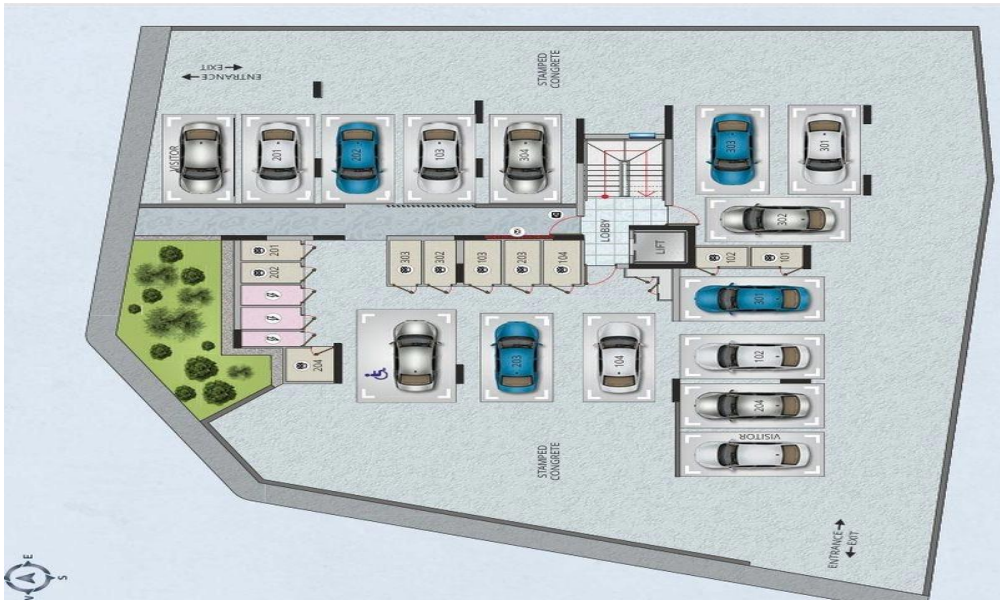 EXIT
ENTRANCE
STAMPED
CONCRETE
VISITOR
201
202
103
304
303
301
302
LOBBY
LIFT
201
202
303
302
103
203
104
102
101
204
301
203
104
102
204
VISITOR
STAMPED
CONCRETE
ENTRANCE
EXIT
E
S